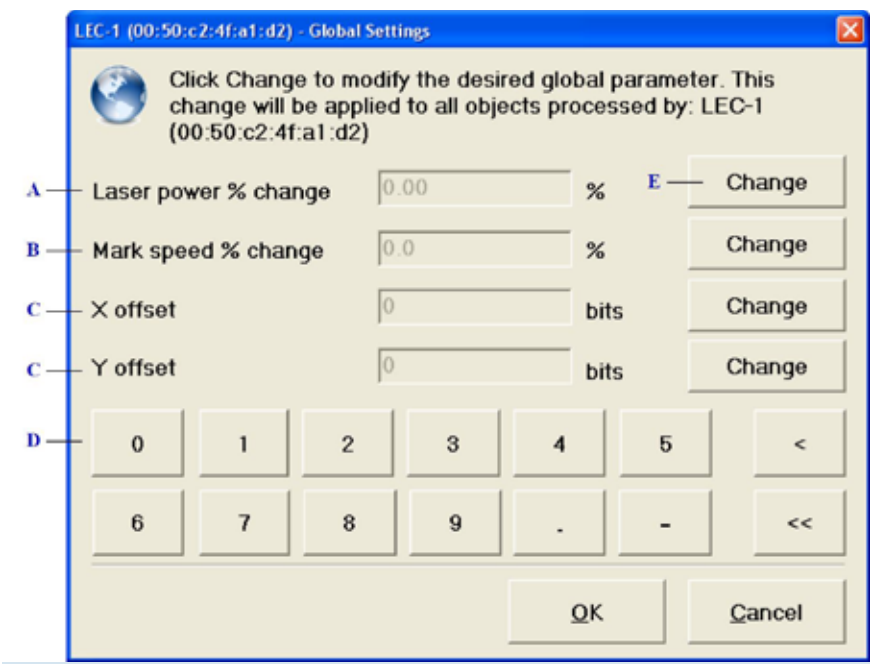 LEC-1 (00:50:c2:4f:a1:d2) - Global Settings
Click Change to modify the desired global parameter. This
change will be applied to all objects processed by: LEC-1
(00:50:c2:4f:a1:d2)
A Laser power % change 0.00 % E Change
B Mark speed % change 0.0 % Change
C X offset 0 bits Change
C Y offset 0 bits Change
D 0 1 2 3 4 5 <
6 7 8 9 . - <<
OK Cancel